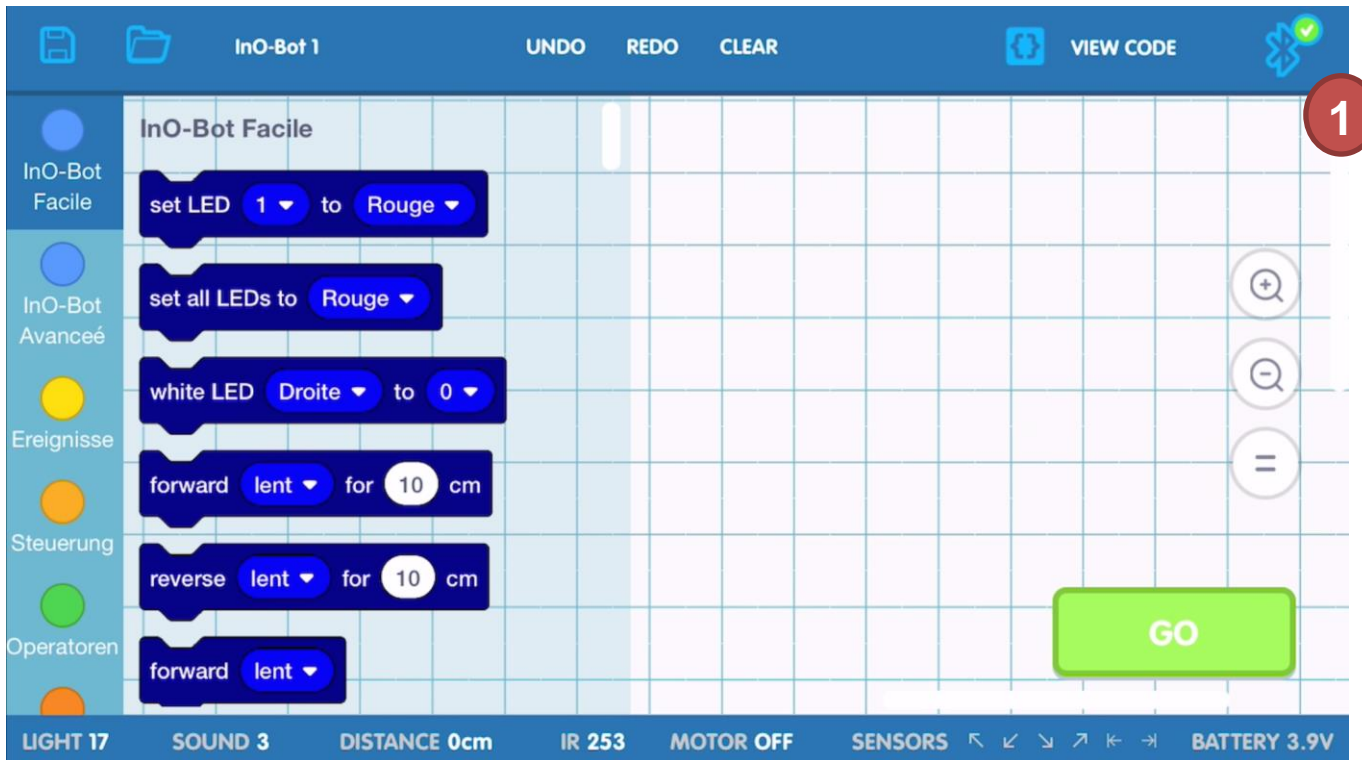 InO-Bot 1 UNDO REDO CLEAR VIEW CODE
1
InO-Bot
Facile
InO-Bot
Avanceé
Ereignisse
Steuerung
Operatoren
InO-Bot Facile
set LED 1 to Rouge
set all LEDs to Rouge
white LED Droite to 0
forward lent for 10 cm
reverse lent for 10 cm
forward lent
GO
LIGHT 17 SOUND 3 DISTANCE 0cm IR 253 MOTOR OFF SENSORS BATTERY 3.9V